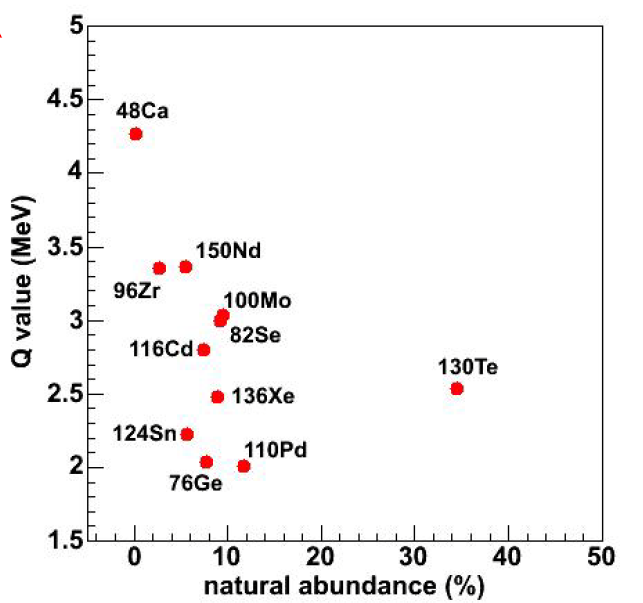 5
4.5
48Ca
4
3.5
150Nd
96Zr
100Mo
3
82Se
116Cd
130Te
2.5
136Xe
124Sn
110Pd
2
76Ge
1.5
0 10 20 30 40 50
natural abundance (%)
Q value (MeV)